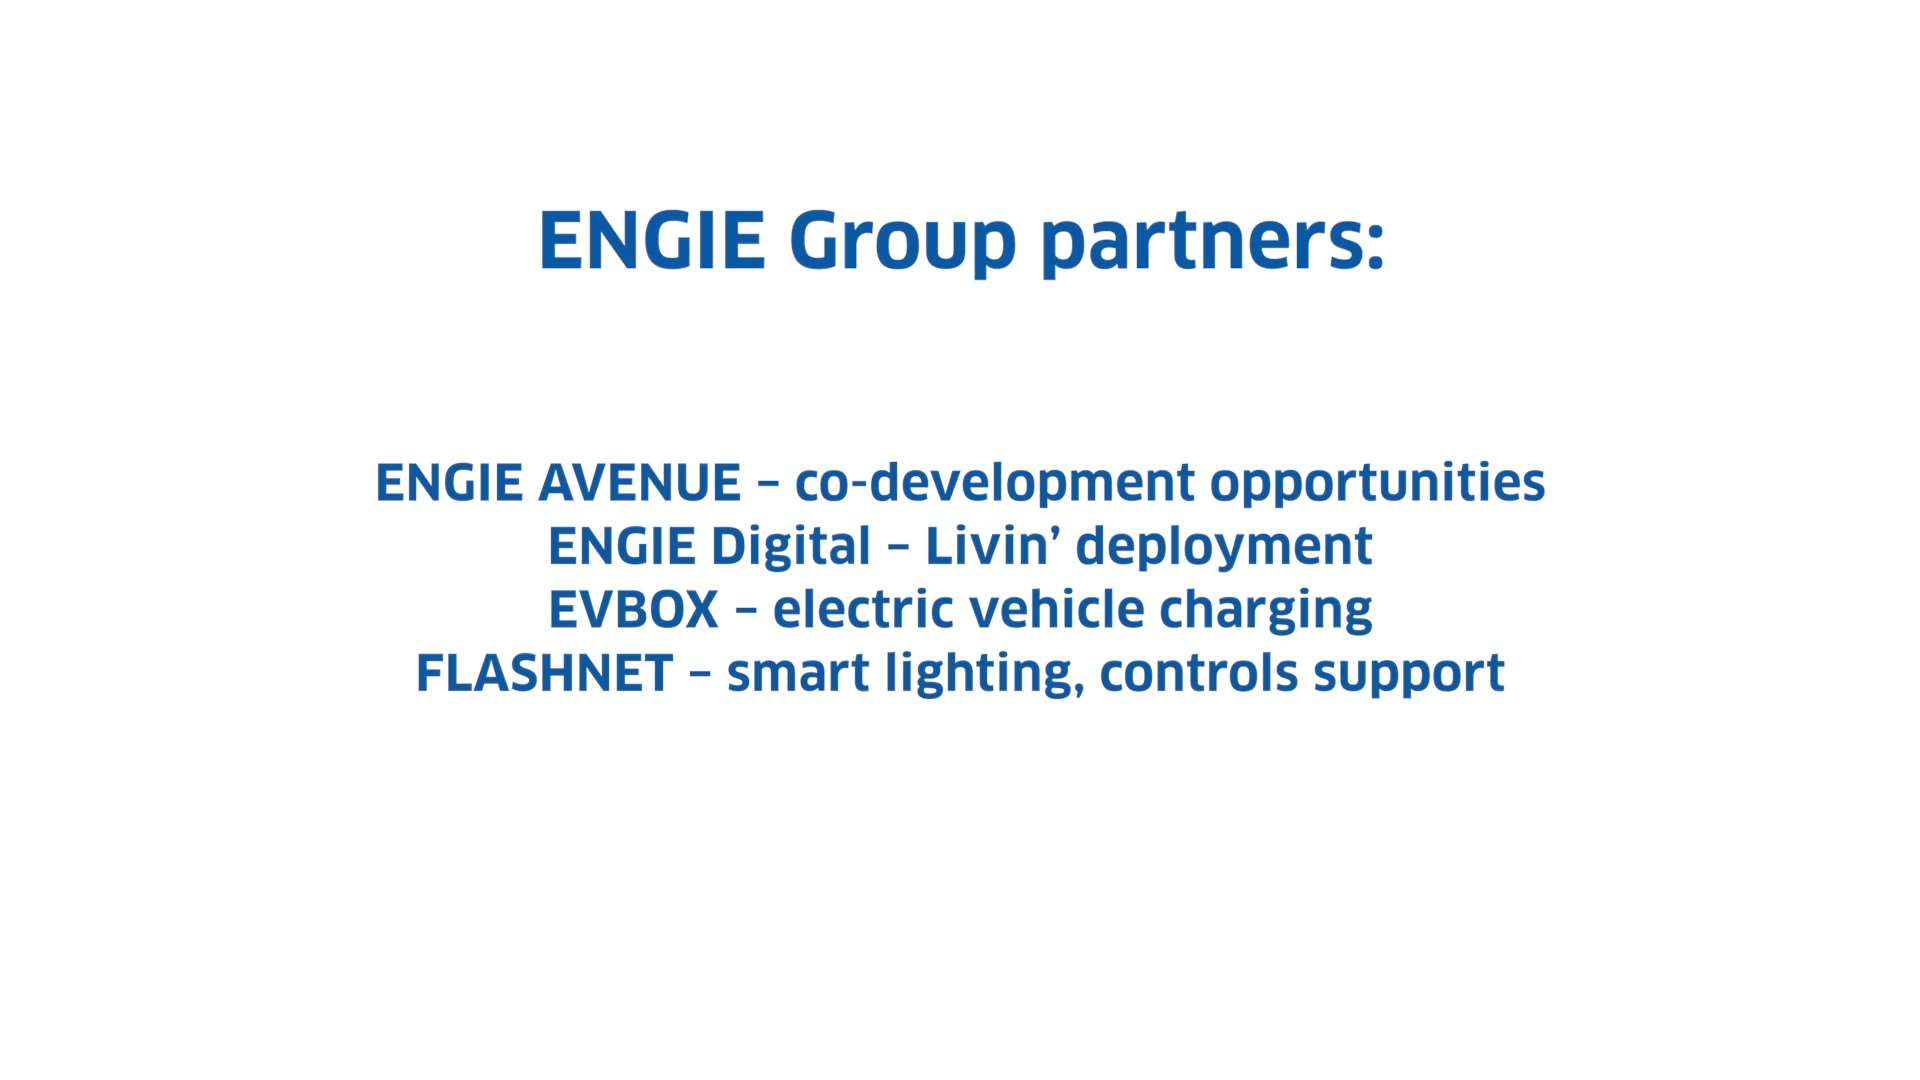 ENGIE Group partners:
ENGIE AVENUE – co-development opportunities
ENGIE Digital – Livin’ deployment
EVBOX – electric vehicle charging
FLASHNET – smart lighting, controls support